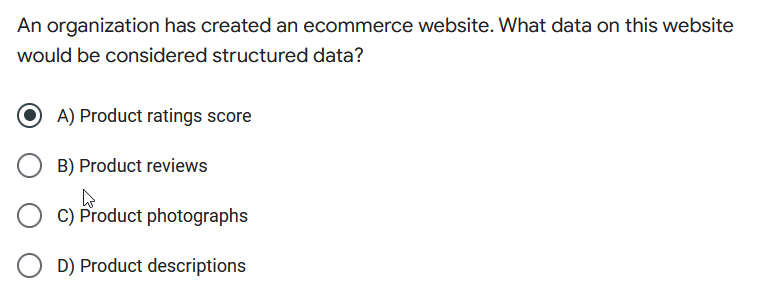 An organization has created an ecommerce website. What data on this website
would be considered structured data?
A) Product ratings score
B) Product reviews
C) Product photographs
D) Product descriptions